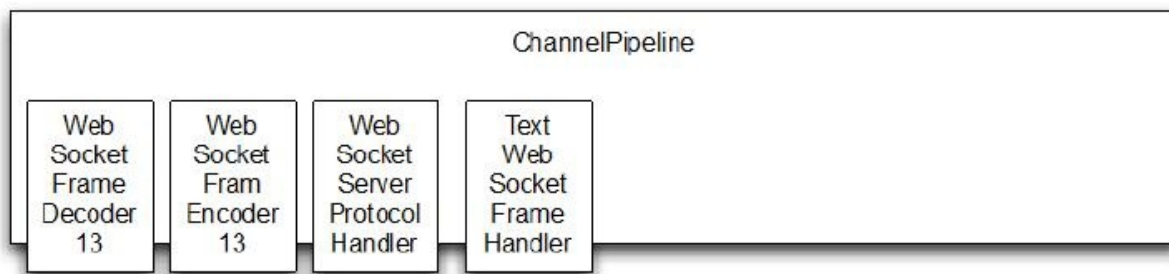 ChannelPipeline
Web
Socket
Frame
Decoder
13
Web
Socket
Fram
Encoder
13
Web
Socket
Server
Protocol
Handler
Text
Web
Socket
Frame
Handler